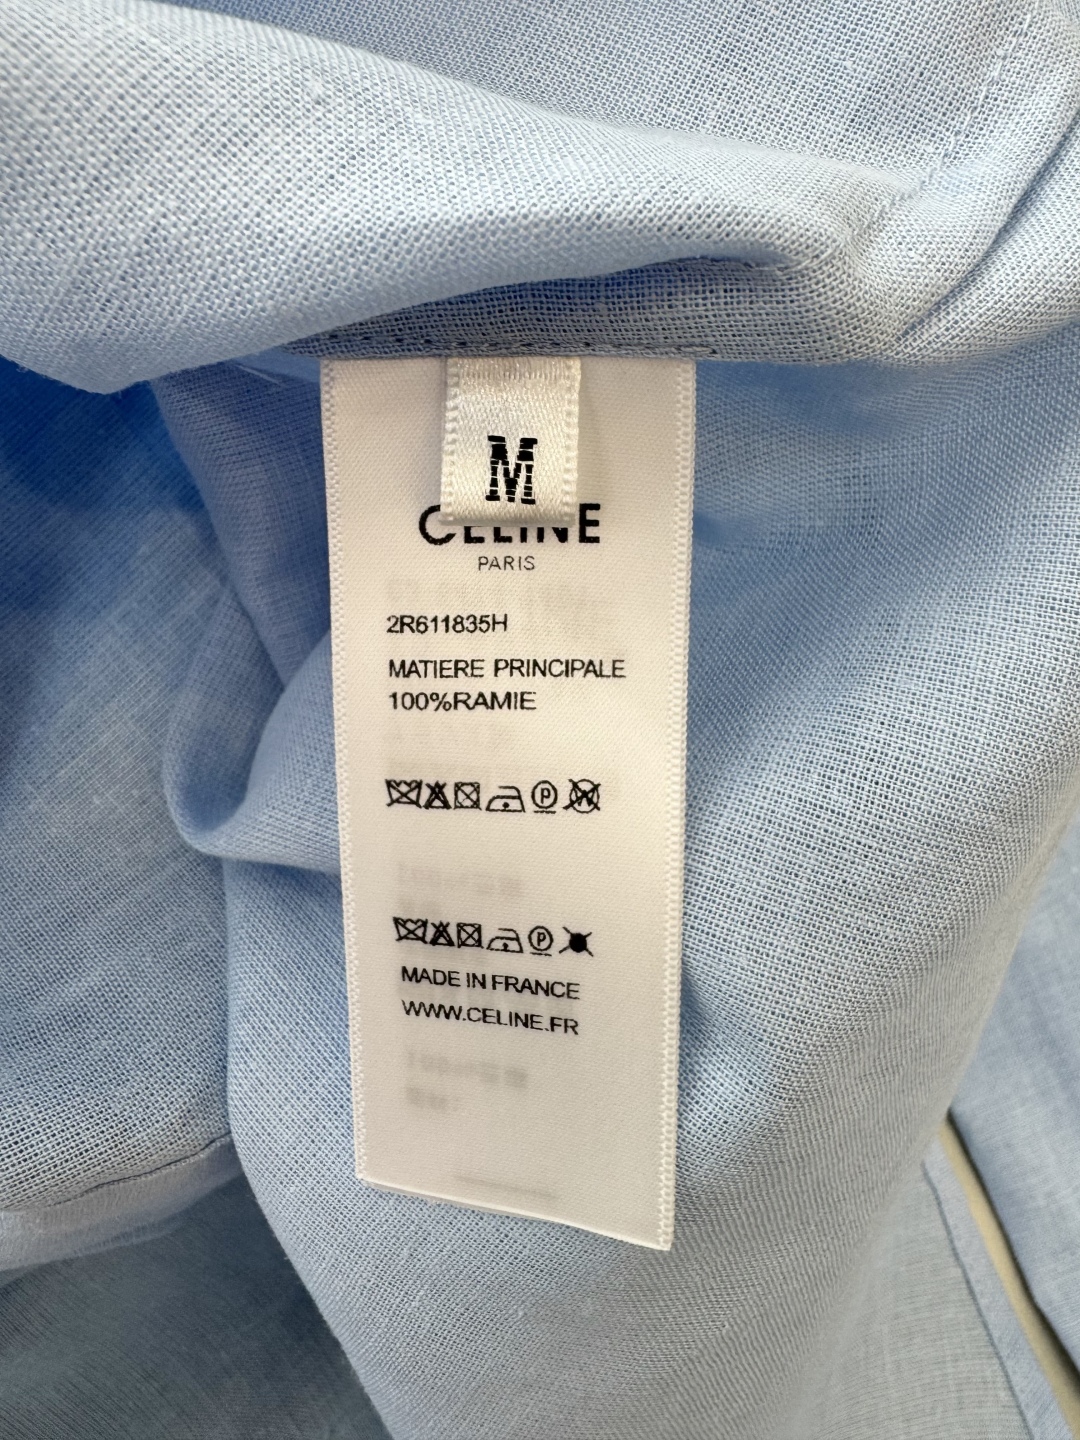 M
CELINE
PARIS
2R611835H
MATIERE PRINCIPALE
100%RAMIE
P W
P
MADE IN FRANCE
WWW.CELINE.FR